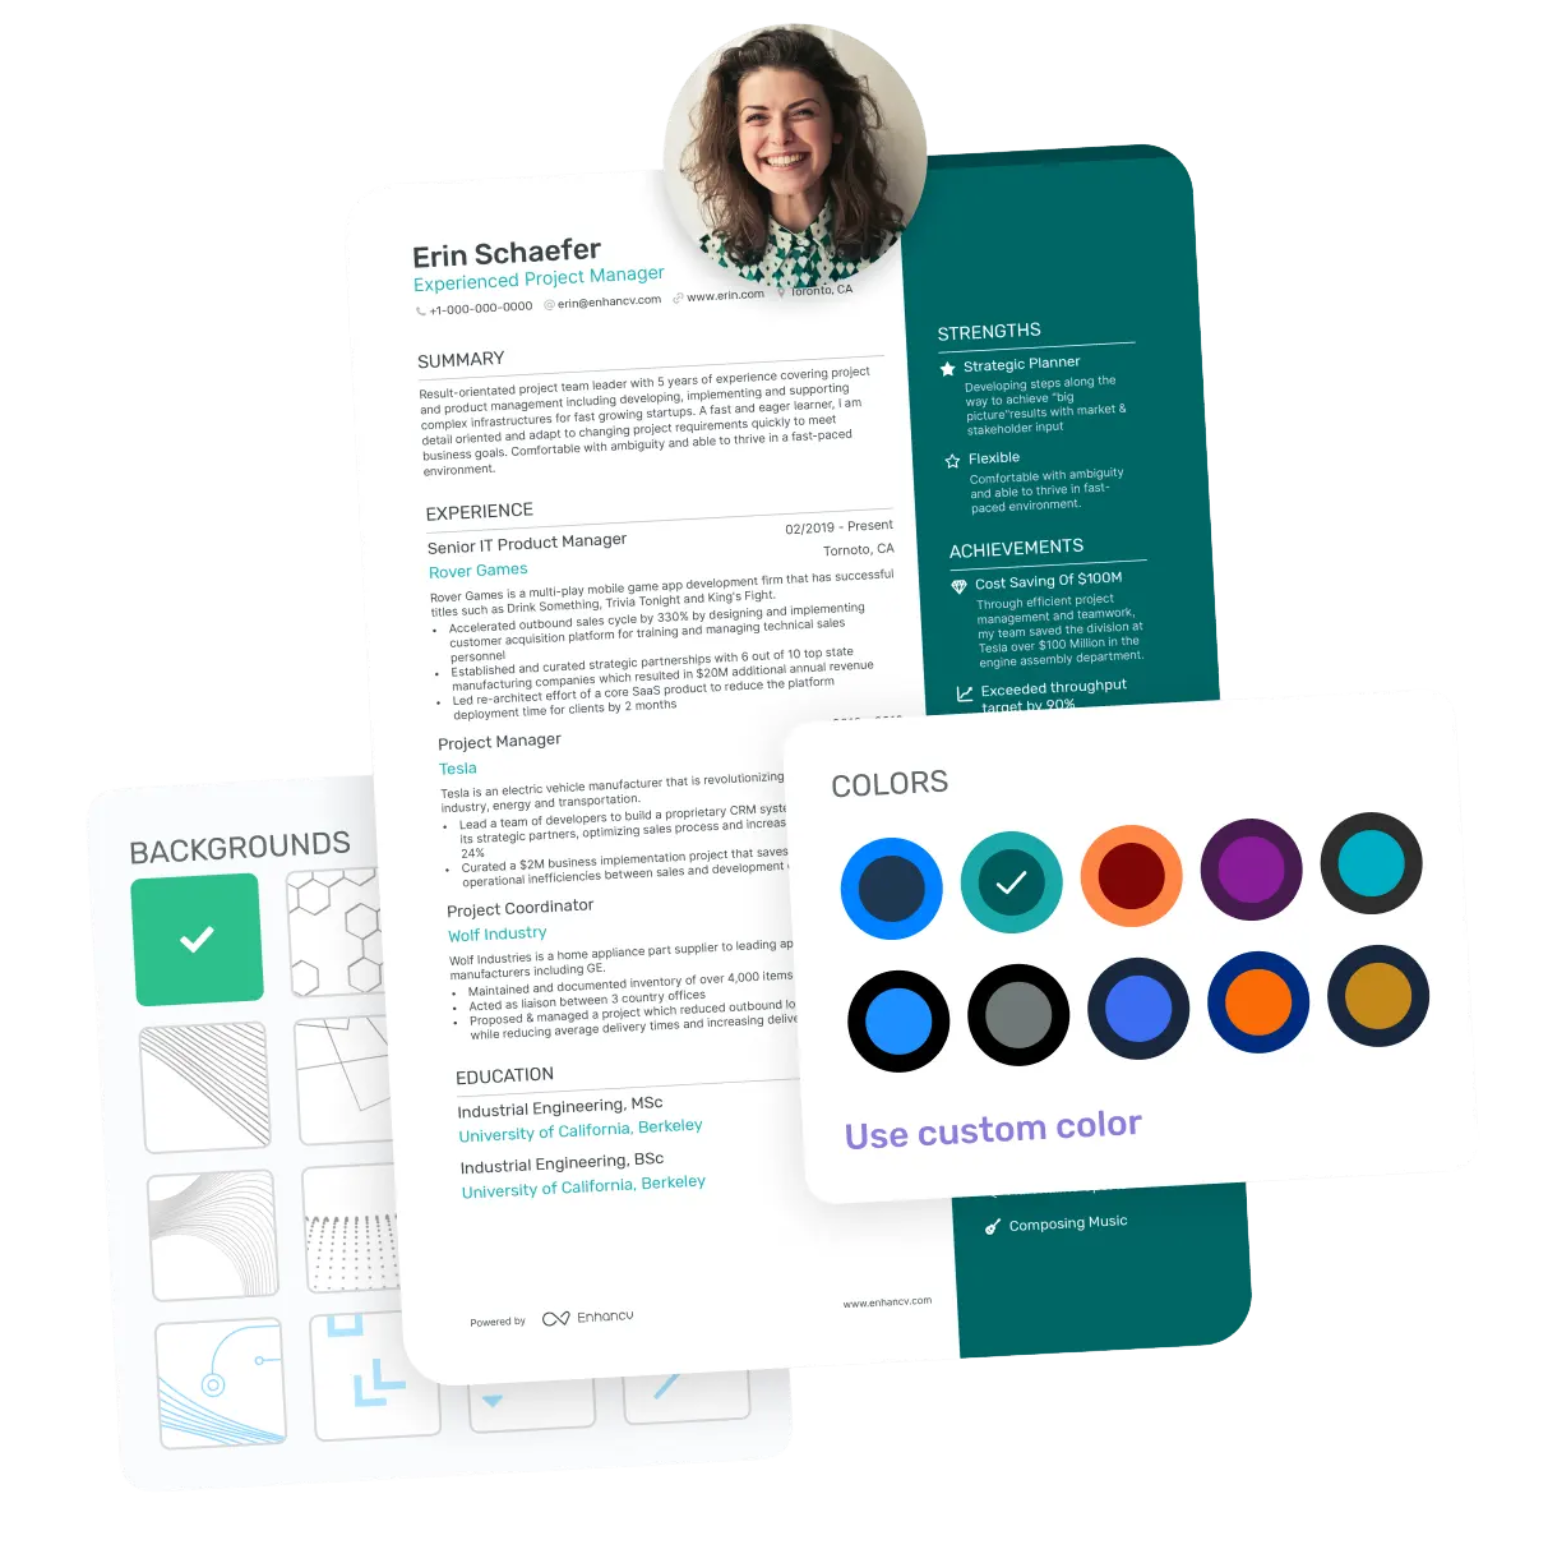 Erin Schaefer
Experienced Project Manager
+1-000-000-0000 erin@enhancv.com www.erin.com Toronto, CA
SUMMARY
Result-orientated project team leader with 5 years of experience covering project
and product management including developing, implementing and supporting
complex infrastructures for fast growing startups. A fast and eager learner, I am
detail oriented and adapt to changing project requirements quickly to meet
business goals. Comfortable with ambiguity and able to thrive in a fast-paced
environment.
EXPERIENCE
Senior IT Product Manager
02/2019 - Present
Rover Games
Tornoto, CA
Rover Games is a multi-play mobile game app development firm that has successful
titles such as Drink Something, Trivia Tonight and King's Fight.
• Accelerated outbound sales cycle by 330% by designing and implementing
customer acquisition platform for training and managing technical sales
personnel
• Established and curated strategic partnerships with 6 out of 10 top state
manufacturing companies which resulted in $20M additional annual revenue
• Led re-architect effort of a core SaaS product to reduce the platform
deployment time for clients by 2 months
Project Manager
Tesla
Tesla is an electric vehicle manufacturer that is revolutionizing
industry, energy and transportation.
• Lead a team of developers to build a proprietary CRM syste
its strategic partners, optimizing sales process and increas
24%
• Curated a $2M business implementation project that saves
operational inefficiencies between sales and development
Project Coordinator
Wolf Industry
Wolf Industries is a home appliance part supplier to leading ap
manufacturers including GE.
• Maintained and documented inventory of over 4,000 items
• Acted as liaison between 3 country offices
• Proposed & managed a project which reduced outbound lo
while reducing average delivery times and increasing delive
EDUCATION
Industrial Engineering, MSc
University of California, Berkeley
Industrial Engineering, BSc
University of California, Berkeley
Powered by Enhancv
www.enhancv.com
STRENGTHS
Strategic Planner
Developing steps along the
way to achieve "big
picture"results with market &
stakeholder input
Flexible
Comfortable with ambiguity
and able to thrive in fast-
paced environment.
ACHIEVEMENTS
Cost Saving Of $100M
Through efficient project
management and teamwork,
my team saved the division at
Tesla over $100 Million in the
engine assembly department.
Exceeded throughput
target by 90%
Composing Music
BACKGROUNDS
COLORS
Use custom color